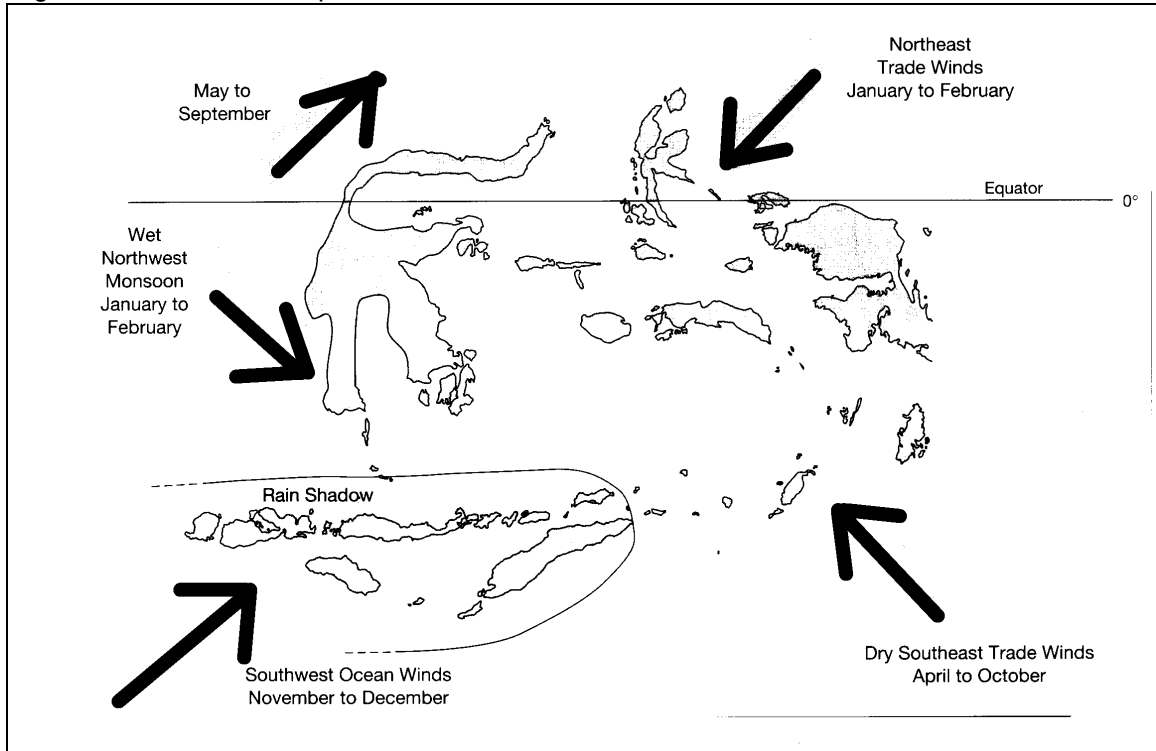 May to
September
Northeast
Trade Winds
January to February
Equator
0°
Wet
Northwest
Monsoon
January to
February
Rain Shadow
Southwest Ocean Winds
November to December
Dry Southeast Trade Winds
April to October